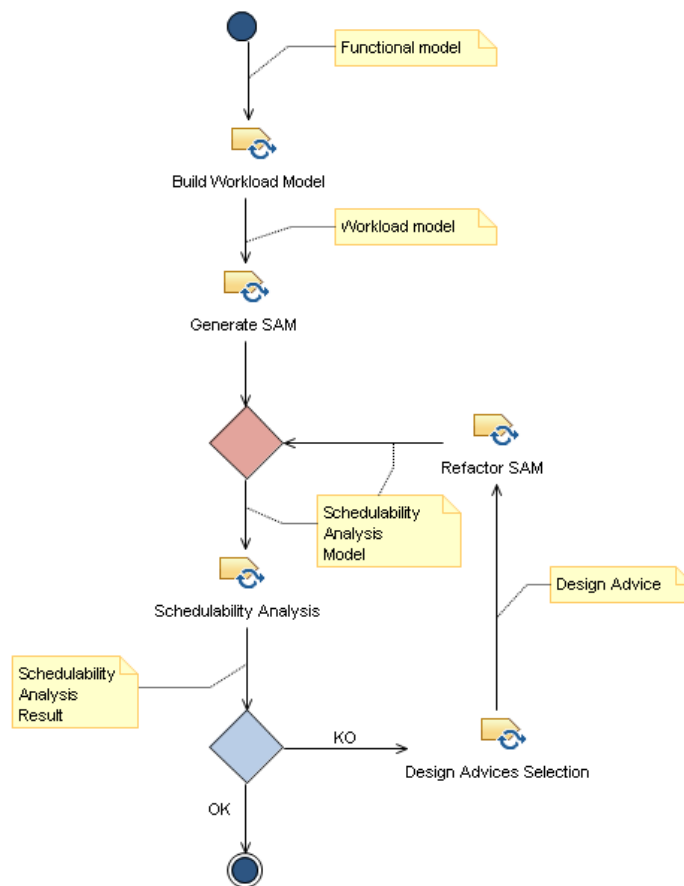 Functional model
Build Workload Model
Workload model
Generate SAM
Refactor SAM
Schedulability
Analysis
Model
Design Advice
Schedulability Analysis
Schedulability
Analysis
Result
KO
Design Advices Selection
OK